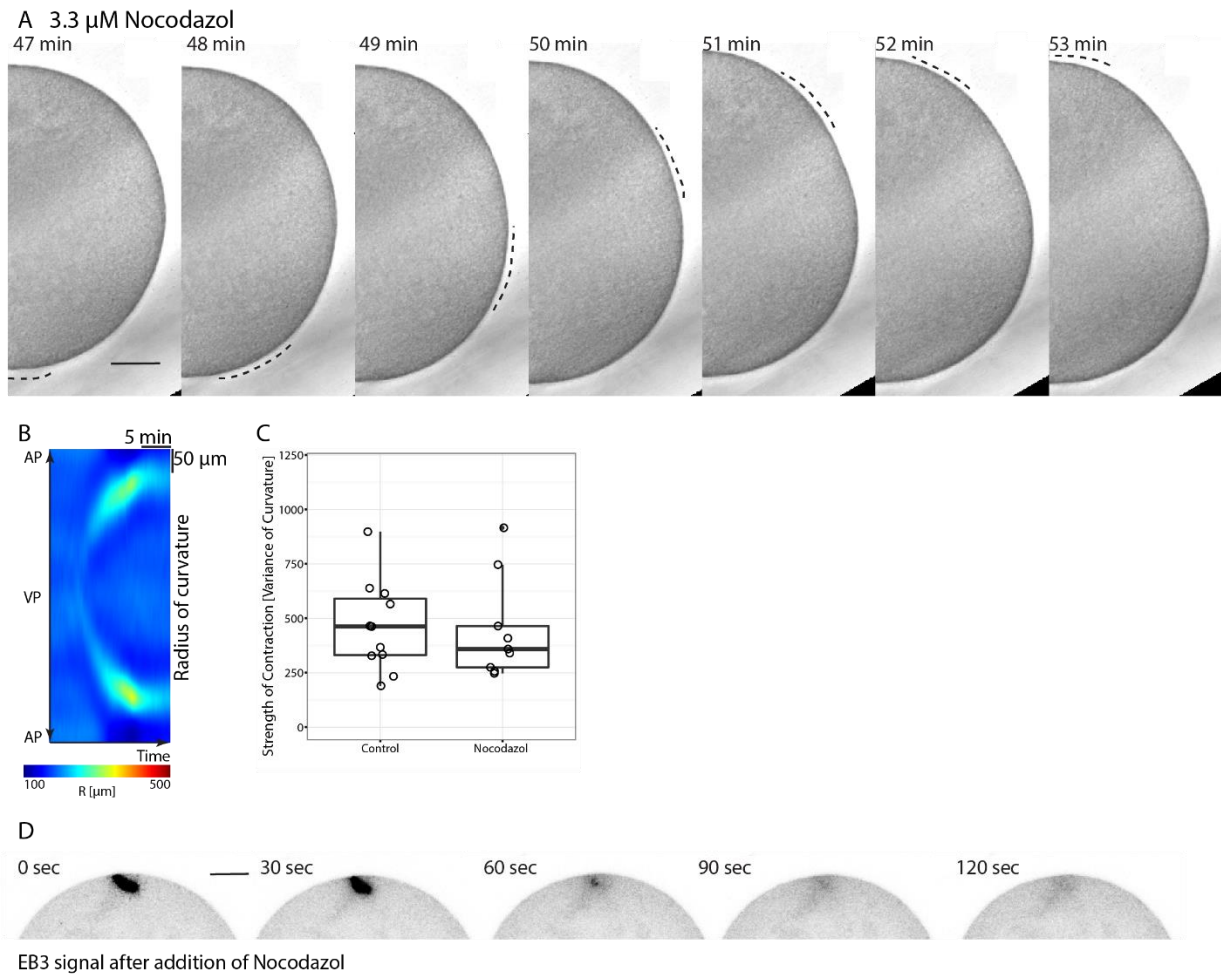 A 3.3 µM Nocodazol
47 min 48 min 49 min 50 min 51 min 52 min 53 min
B
5 min
50 µm
AP
VP
AP
Radius of curvature
Time
100 500
R [µm]
C
Strength of Contraction [Variance of Curvature]
1250
1000
750
500
250
0
Control Nocodazol
D
0 sec 30 sec 60 sec 90 sec 120 sec
EB3 signal after addition of Nocodazol